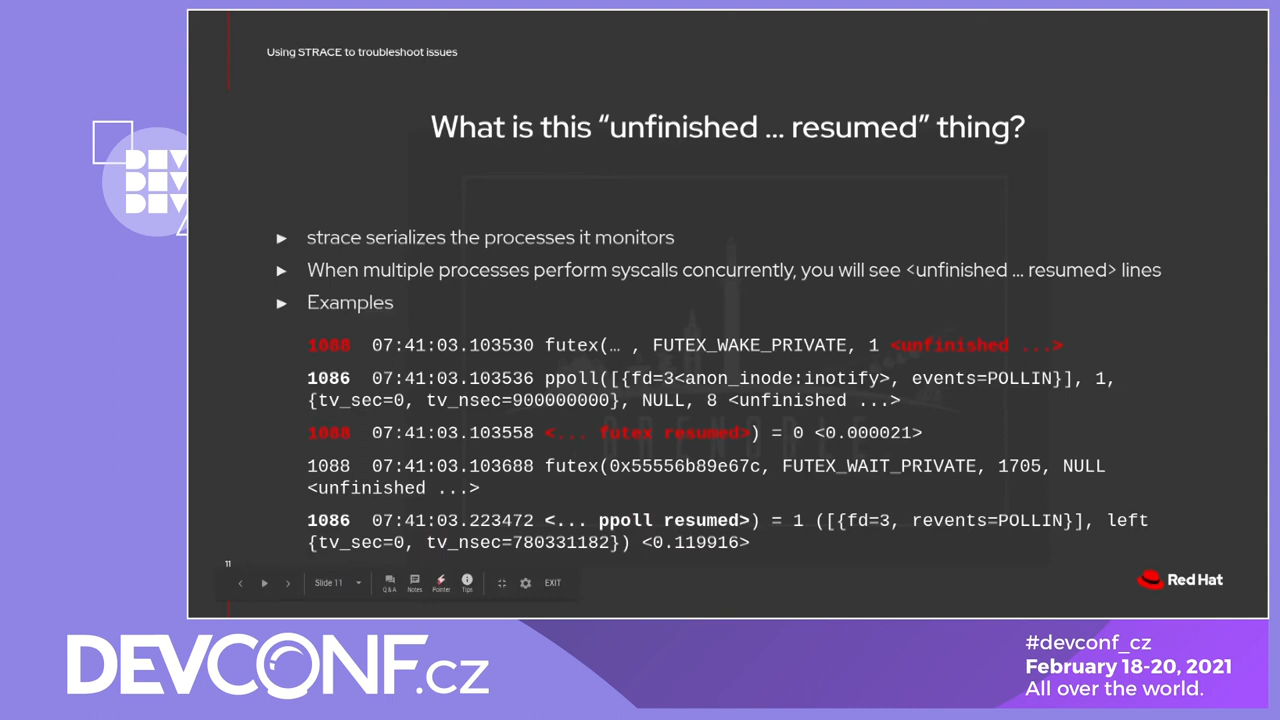 Using STRACE to troubleshoot issues
What is this “unfinished ... resumed” thing?
► strace serializes the processes it monitors
► When multiple processes perform syscalls concurrently, you will see <unfinished ... resumed> lines
► Examples
1088 07:41:03.103530 futex(… , FUTEX_WAKE_PRIVATE, 1 <unfinished ...>
1086 07:41:03.103536 ppoll([{fd=3<anon_inode:inotify>, events=POLLIN}], 1,
{tv_sec=0, tv_nsec=900000000}, NULL, 8 <unfinished ...>
1088 07:41:03.103558 <... futex resumed>) = 0 <0.000021>
1088 07:41:03.103688 futex(0x55556b89e67c, FUTEX_WAIT_PRIVATE, 1705, NULL
<unfinished ...>
1086 07:41:03.223472 <... ppoll resumed>) = 1 ([{fd=3, revents=POLLIN}], left
{tv_sec=0, tv_nsec=780331182}) <0.119916>
GRENOBLE
11
Slide 11
Q & A
Notes
Pointer
Tips
EXIT
Red Hat
DEV
DEV
DEV
DEVCONF.cz
#devconf_cz
February 18-20, 2021
All over the world.